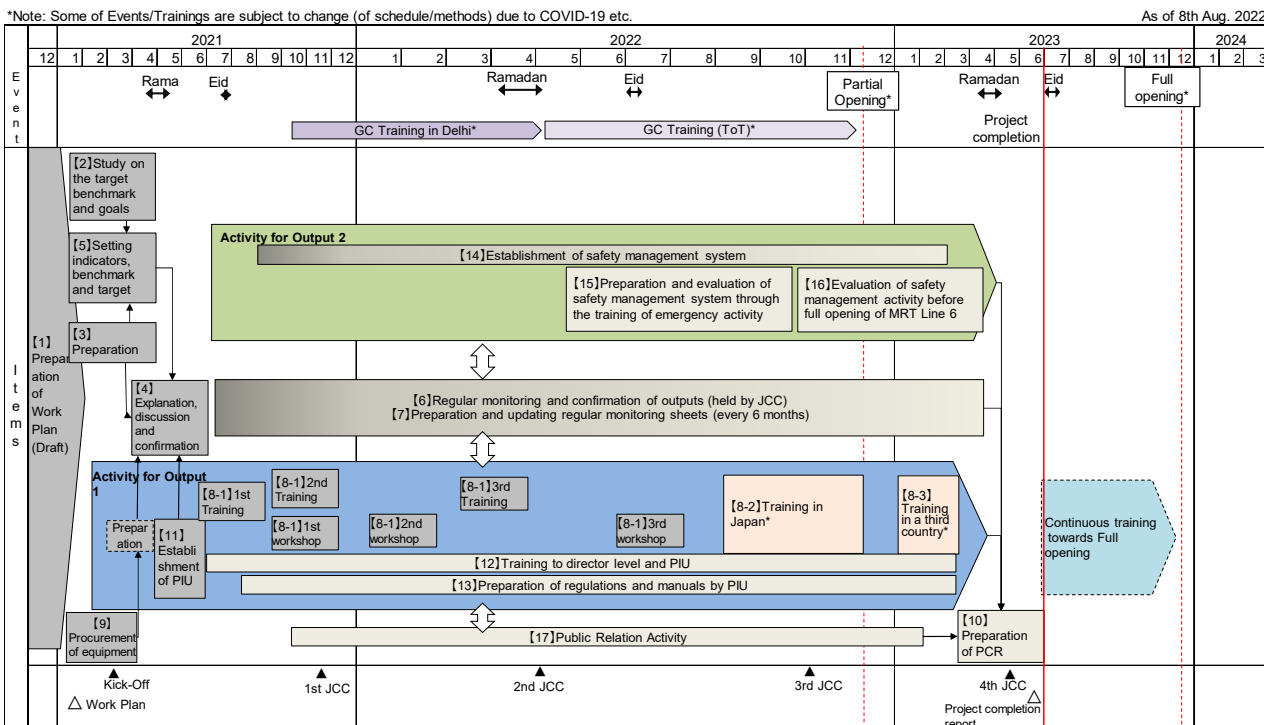 *Note: Some of Events/Trainings are subject to change (of schedule/methods) due to COVID-19 etc.
As of 8th Aug. 2022
2021
2022
2023
2024
12 1 2 3 4 5 6 7 8 9 10 11 12 1 2 3 4 5 6 7 8 9 10 11 12 1 2 3 4 5 6 7 8 9 10 11 12 1 2 3
Event
Rama
Eid
Ramadan
Eid
Partial
Opening*
Ramadan
Eid
Full
opening*
GC Training in Delhi*
GC Training (ToT)*
Project
completion
Items
【1】
Prepar
ation
of
Work
Plan
(Draft)
【2】Study on
the target
benchmark
and goals
【5】Setting
indicators,
benchmark
and target
【3】
Preparation
【4】
Explanation,
discussion
and
confirmation
Activity for Output 2
【14】Establishment of safety management system
【15】Preparation and evaluation of
safety management system through
the training of emergency activity
【16】Evaluation of safety
management activity before
full opening of MRT Line 6
【6】Regular monitoring and confirmation of outputs (held by JCC)
【7】Preparation and updating regular monitoring sheets (every 6 months)
Activity for Output
1
【8-1】1st
Training
【8-1】2nd
Training
【8-1】3rd
Training
【8-1】1st
workshop
【8-1】2nd
workshop
【8-1】3rd
workshop
【8-2】Training in
Japan*
【8-3】
Training
in a third
country*
Prepar
ation
【11】
Establi
shment
of PIU
【12】Training to director level and PIU
【13】Preparation of regulations and manuals by PIU
Continuous training
towards Full
opening
【9】
Procurement
of equipment
【17】Public Relation Activity
【10】
Preparation
of PCR
Kick-Off
Work Plan
1st JCC
2nd JCC
3rd JCC
4th JCC
Project completion
report